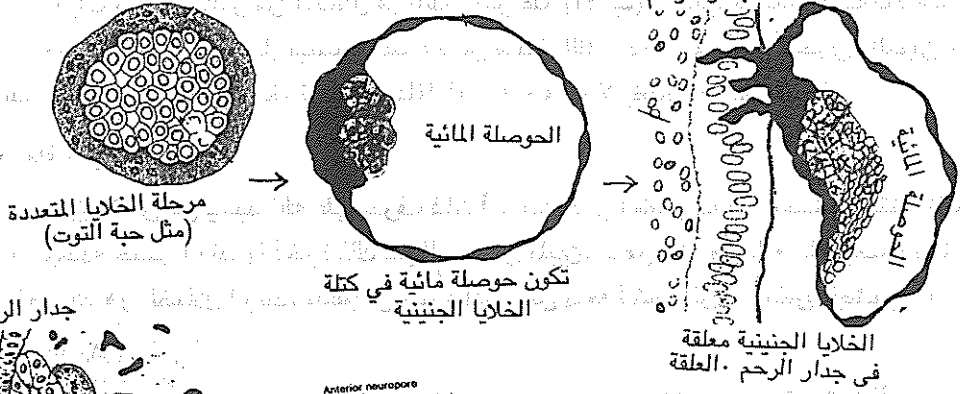 مرحلة الخلايا المتعددة
(مثل حبة التوت)
الحوصلة المائية
تكون حوصلة مائية في كتلة
الخلايا الجنينية
الحوصلة المائية
الخلايا الجنينية معلقة
في جدار الرحم . العلقة
جدار
Anterior neuropore